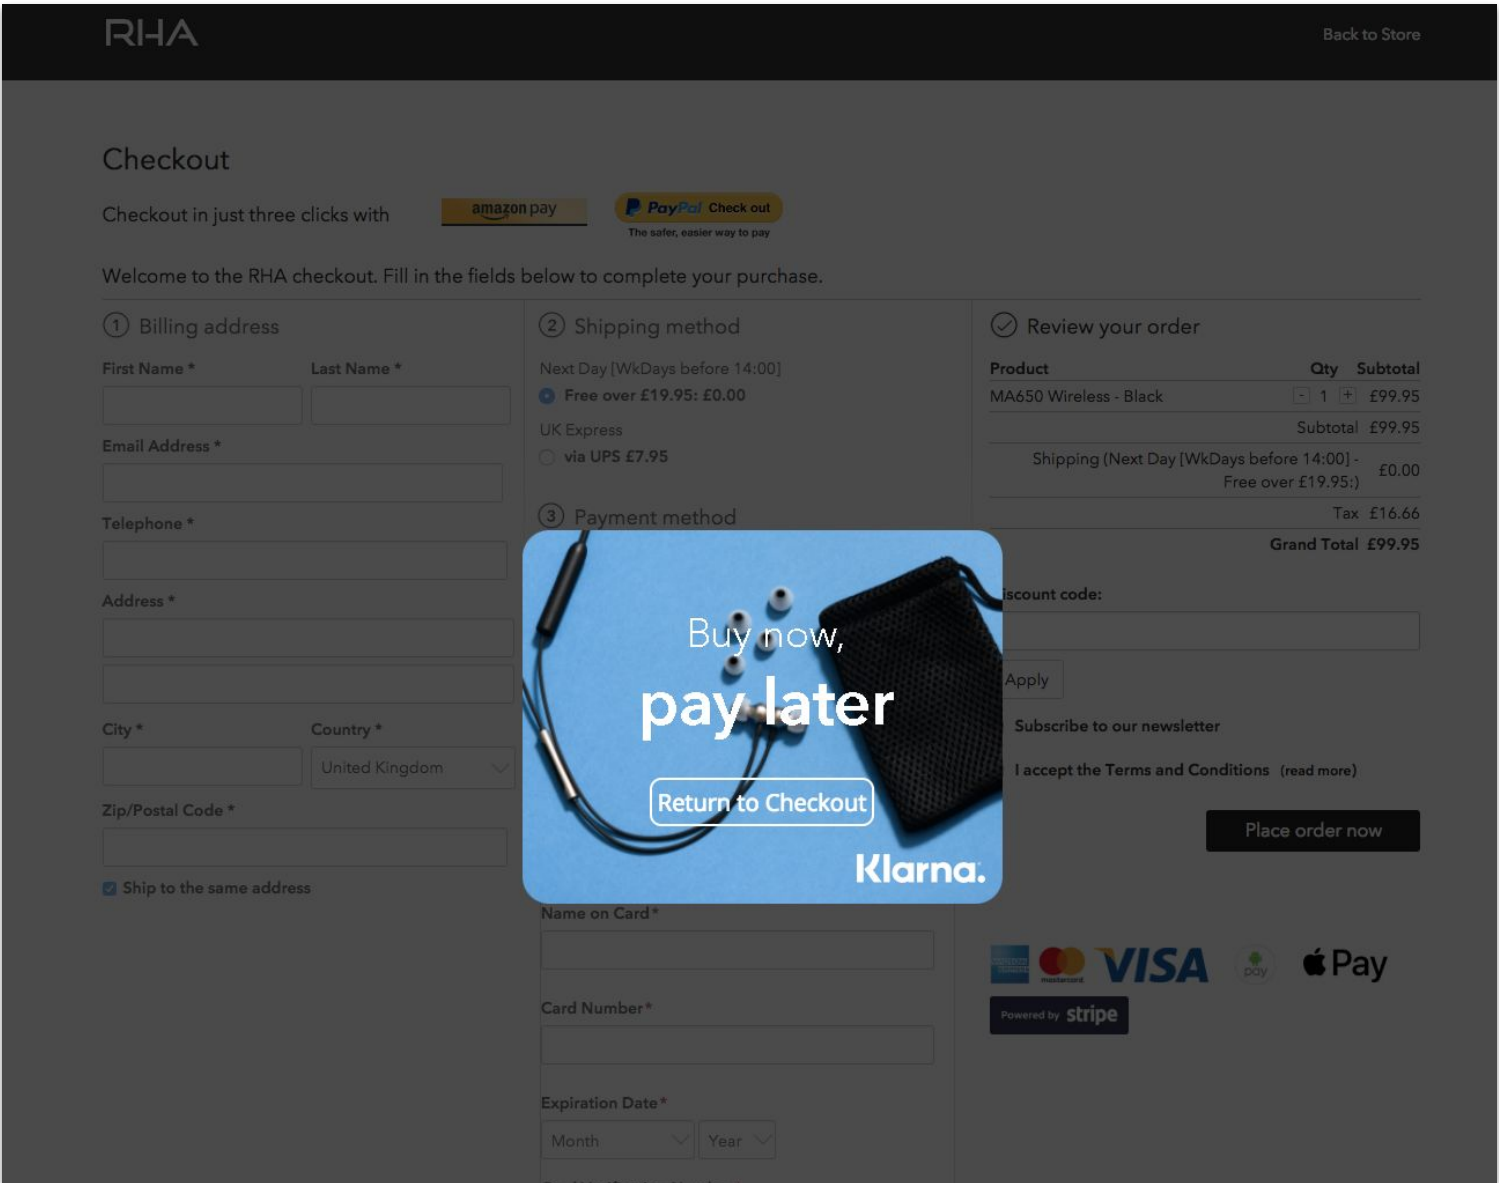 RHA
Back to Store
Checkout
Checkout in just three clicks with
amazon pay
PayPal Check out
The safer, easier way to pay
Welcome to the RHA checkout. Fill in the fields below to complete your purchase.
1 Billing address
First Name * Last Name *
Email Address *
Telephone *
Address *
City * Country *
United Kingdom
Zip/Postal Code *
Ship to the same address
2 Shipping method
Next Day [WkDays before 14:00]
Free over £19.95: £0.00
UK Express
via UPS £7.95
3 Payment method
Buy now,
pay later
Return to Checkout
Klarna.
Name on Card*
Card Number*
Expiration Date*
Month Year
Review your order
Product Qty Subtotal
MA650 Wireless - Black - 1 + £99.95
Subtotal £99.95
Shipping (Next Day [WkDays before 14:00] -
Free over £19.95:) £0.00
Tax £16.66
Grand Total £99.95
iscount code:
Apply
Subscribe to our newsletter
I accept the Terms and Conditions (read more)
Place order now
mastercard
VISA
pay
Pay
Powered by stripe